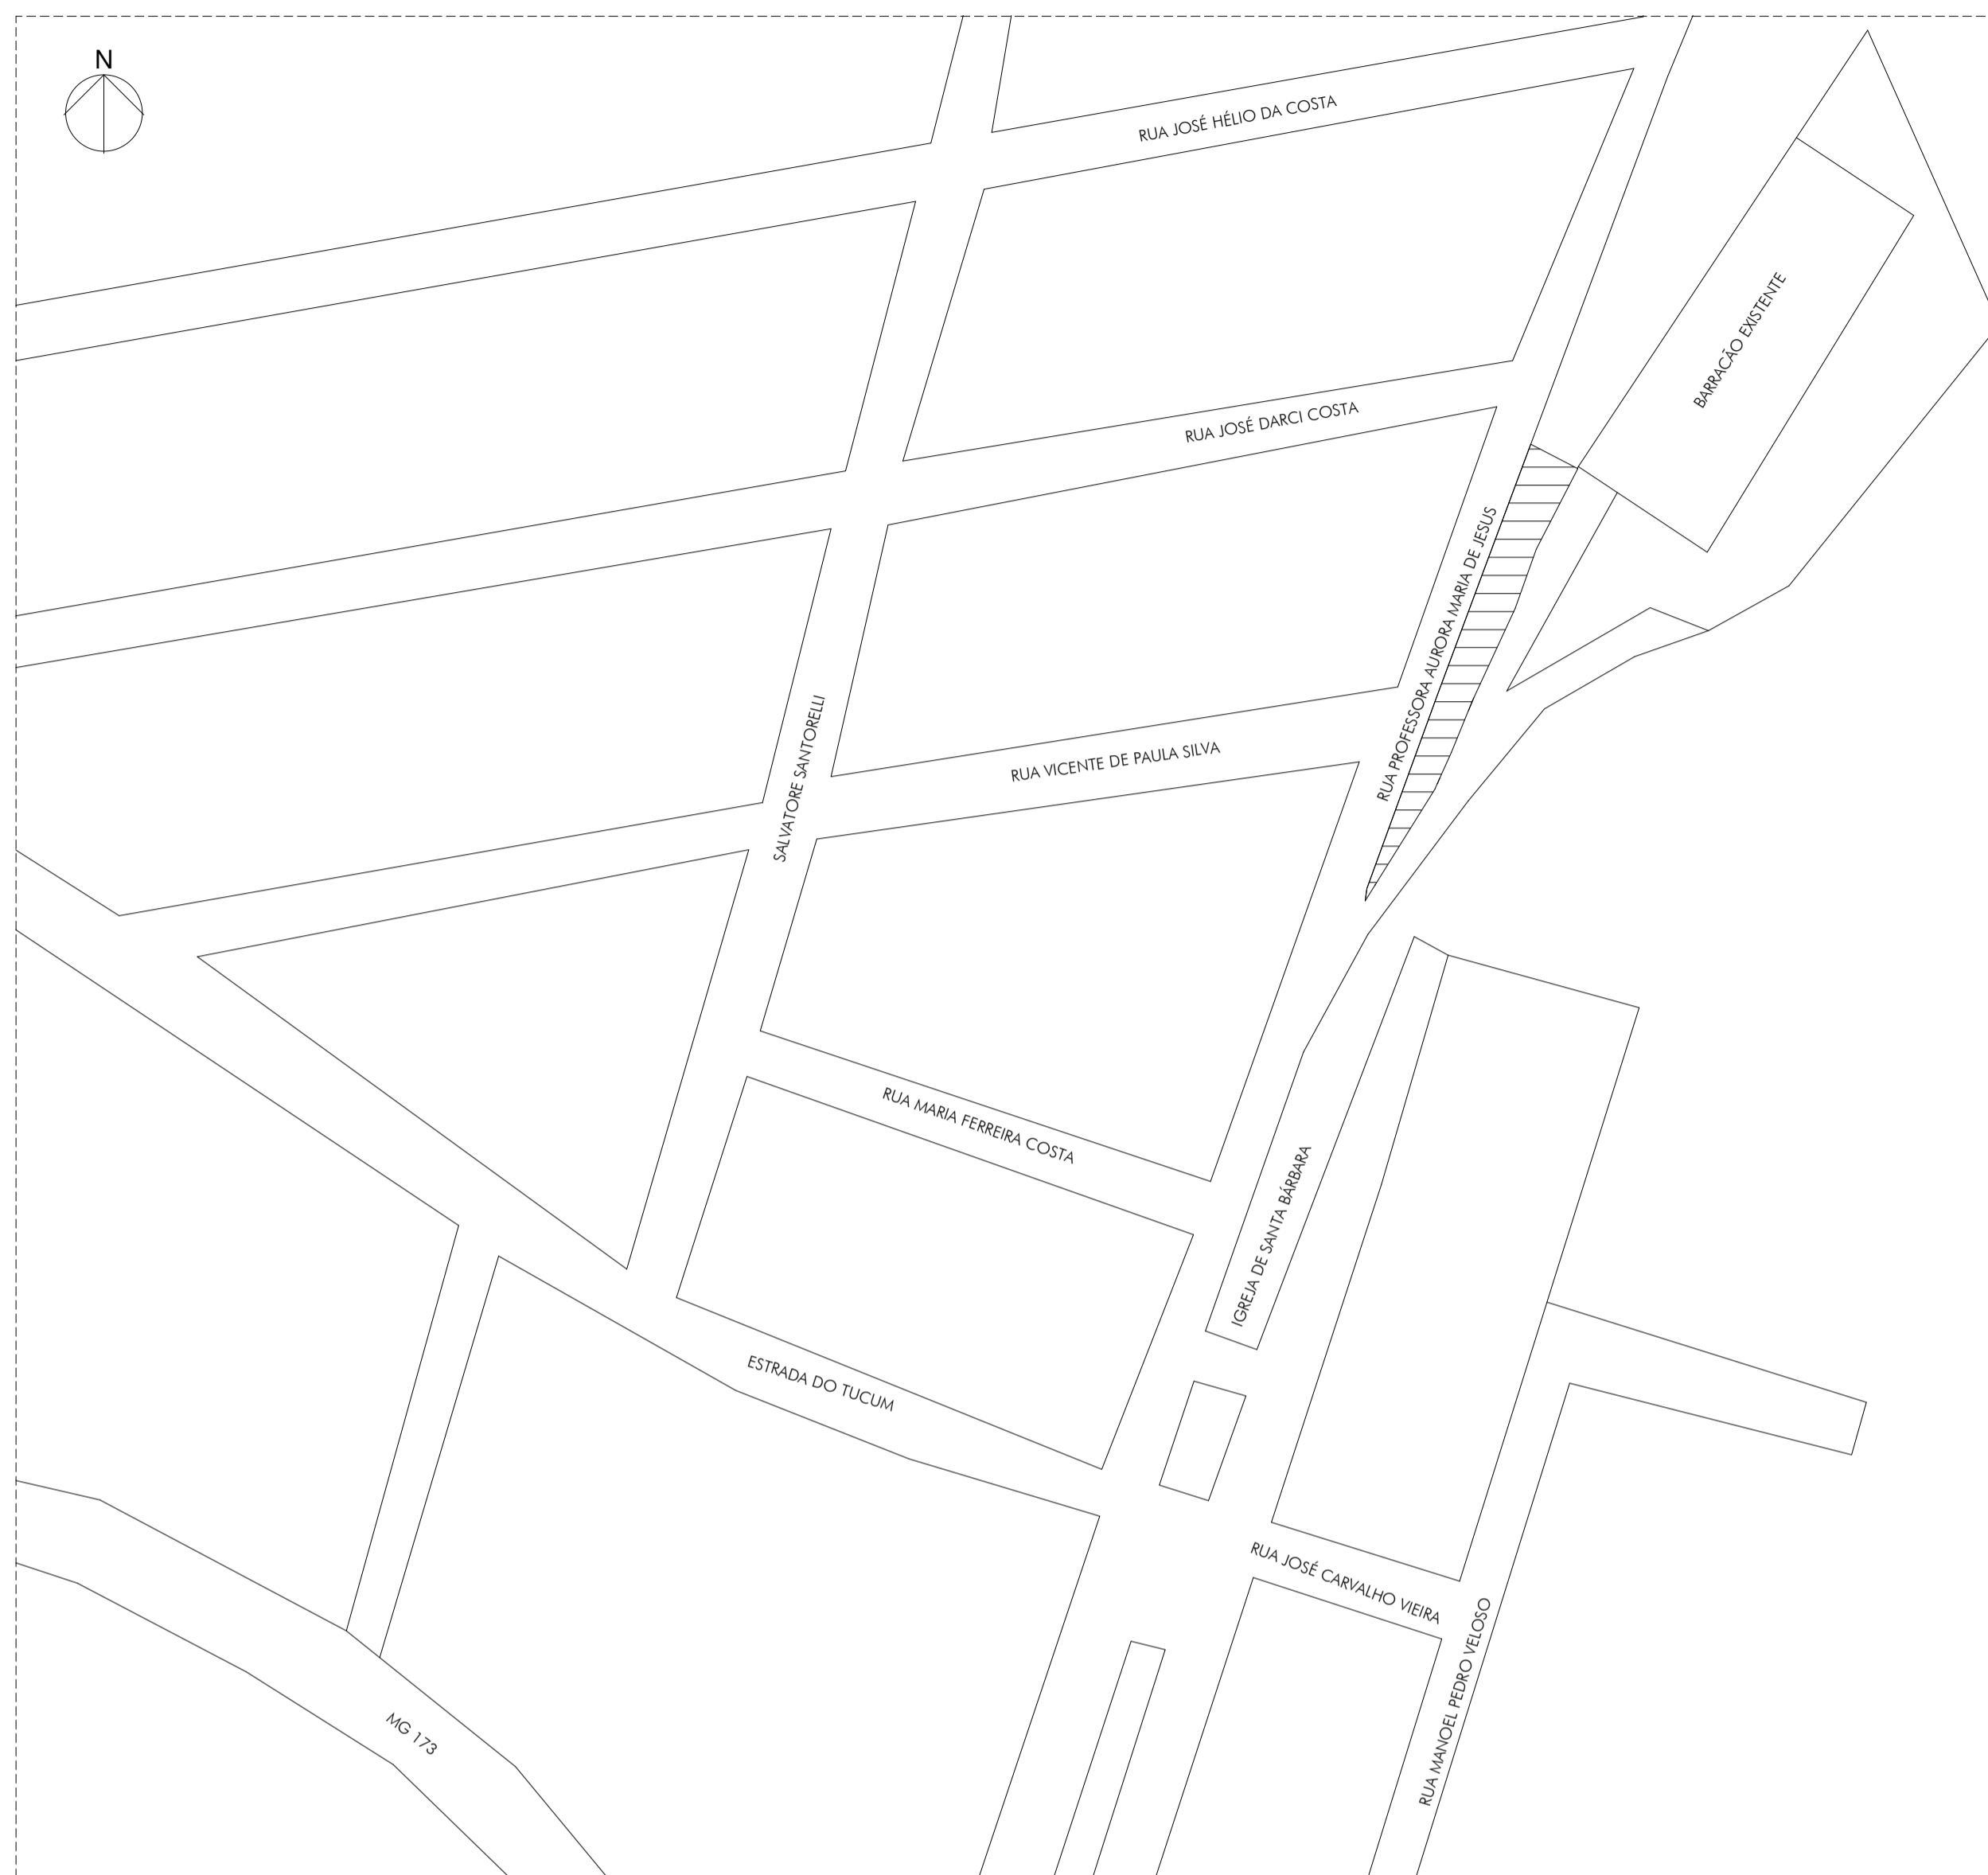 N
RUA JOSÉ HÉLIO DA COSTA
BARRACÃO EXISTENTE
RUA JOSÉ DARCI COSTA
RUA PROFESSORA AURORA MARIA DE JESUS
SALVATORE SANTORELLI
RUA VICENTE DE PAULA SILVA
RUA MARIA FERREIRA COSTA
IGREJA DE SANTA BÁRBARA
ESTRADA DO TUCUM
RUA JOSÉ CARVALHO VIEIRA
RUA MANOEL PEDRO VELOSO
MG 173